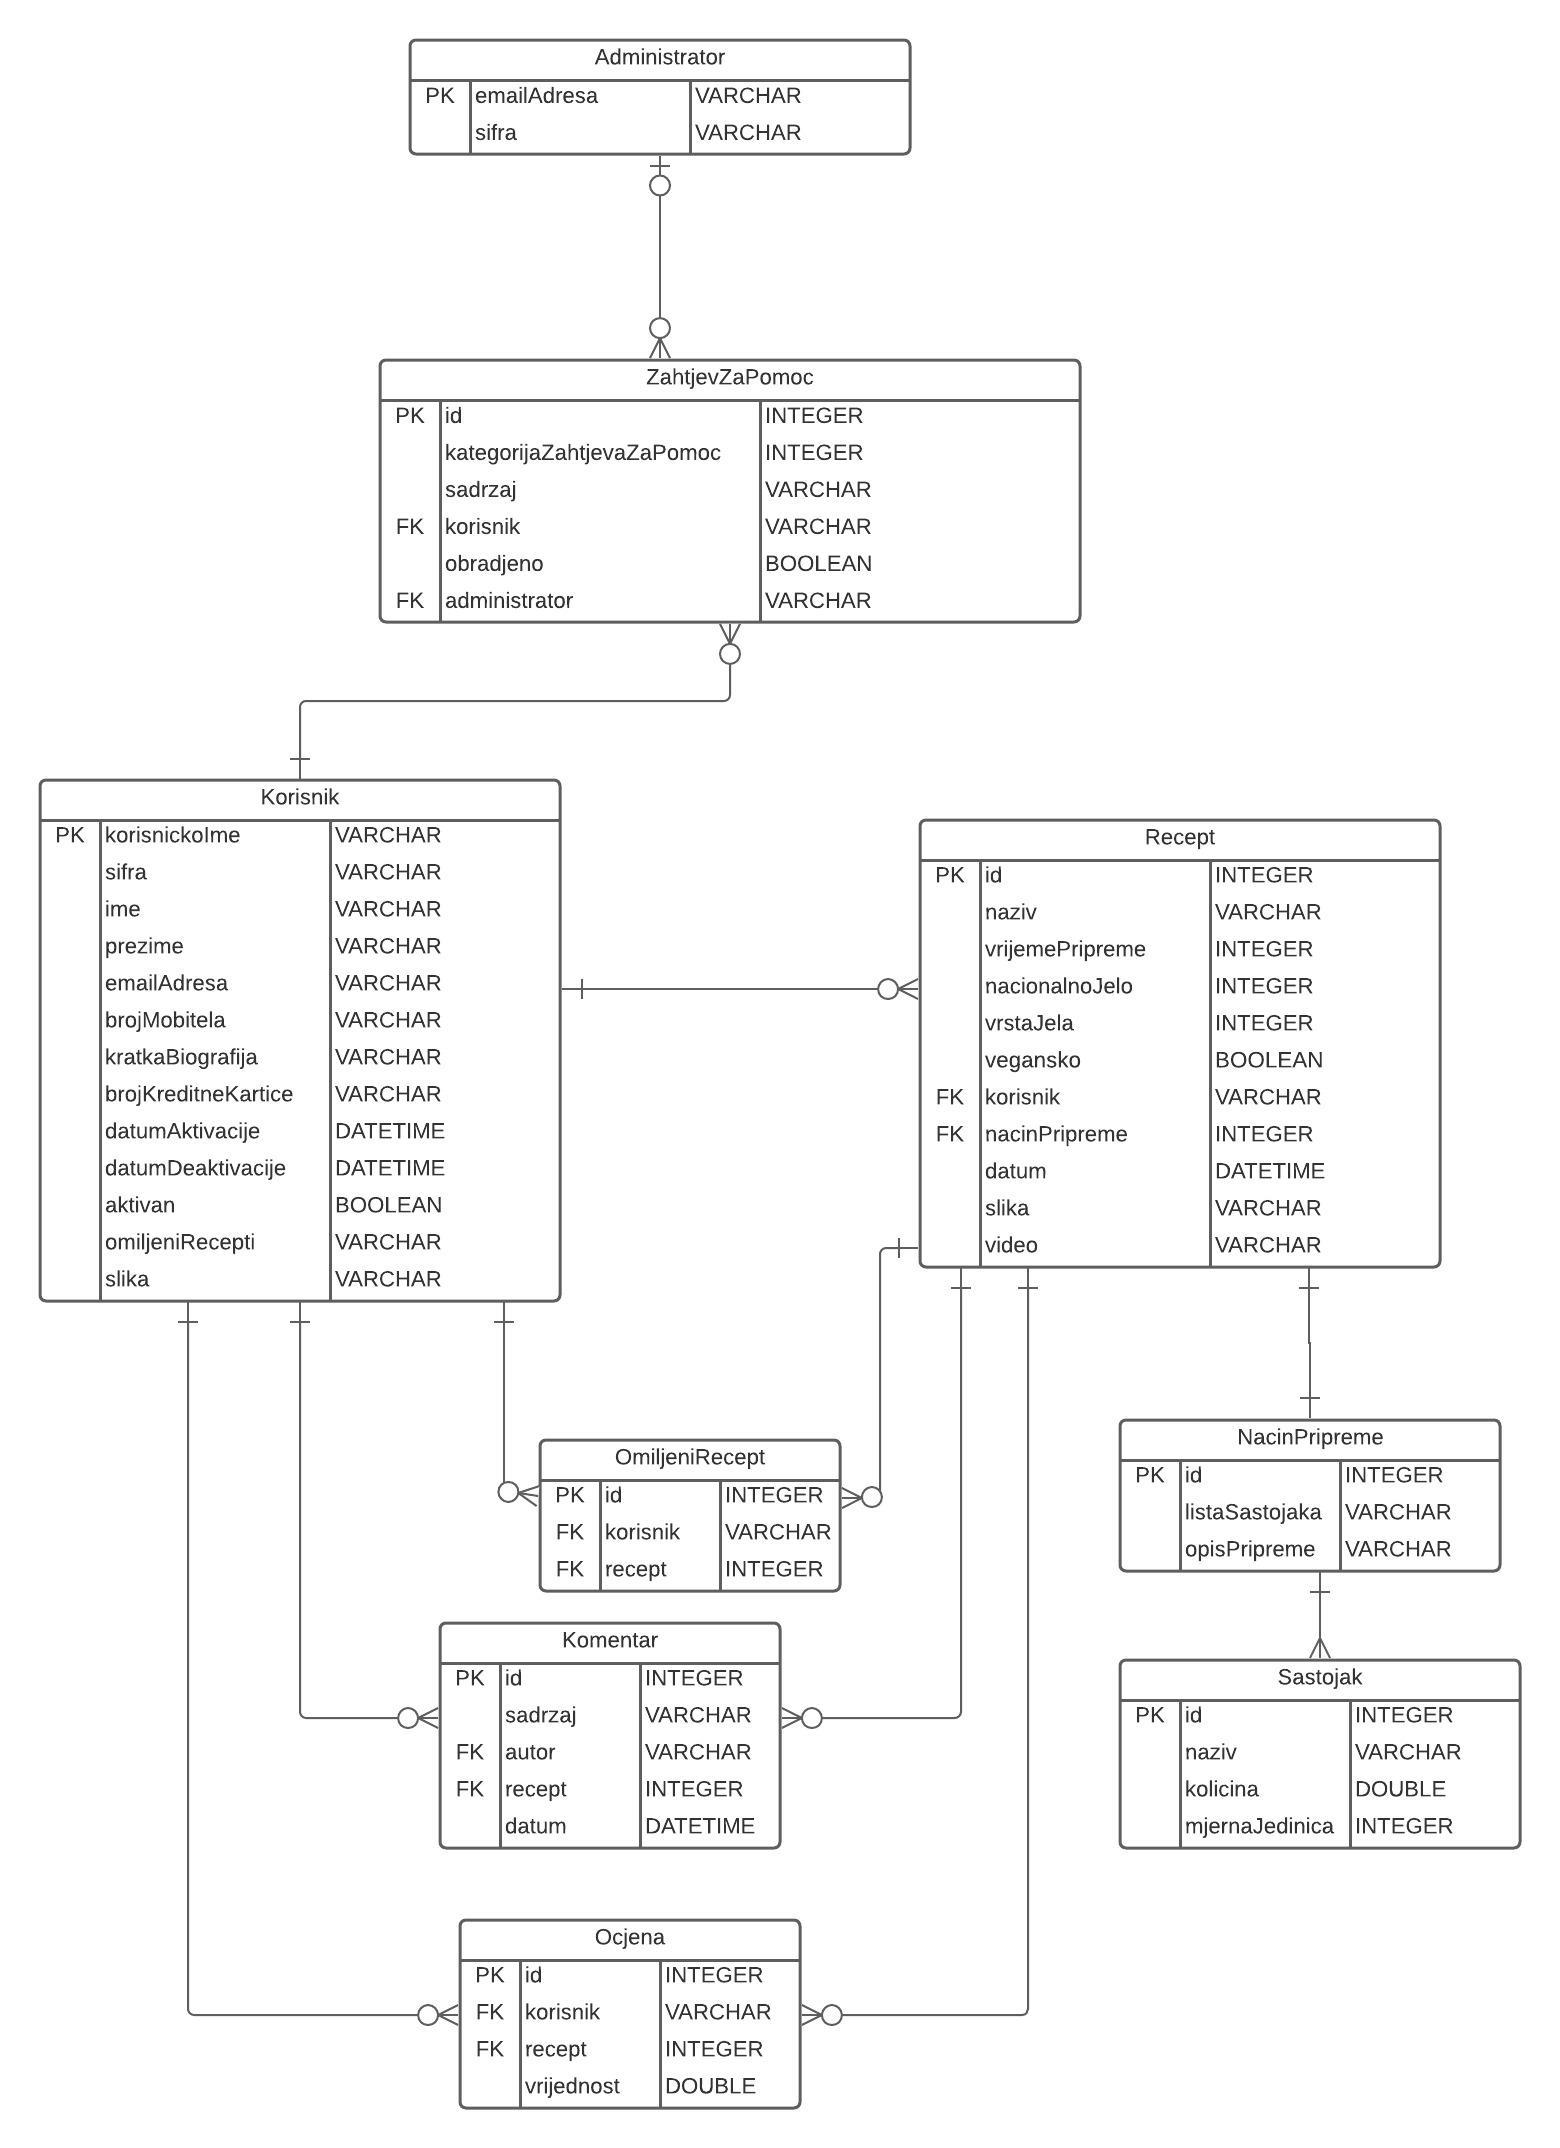 Administrator
PK emailAdresa VARCHAR
sifra VARCHAR
ZahtjevZaPomoc
PK id INTEGER
kategorijaZahtjevaZaPomoc INTEGER
sadrzaj VARCHAR
FK korisnik VARCHAR
obradjeno BOOLEAN
FK administrator VARCHAR
Korisnik
PK korisnickoIme VARCHAR
sifra VARCHAR
ime VARCHAR
prezime VARCHAR
emailAdresa VARCHAR
brojMobitela VARCHAR
kratkaBiografija VARCHAR
brojKreditneKartice VARCHAR
datumAktivacije DATETIME
datumDeaktivacije DATETIME
aktivan BOOLEAN
omiljeniRecepti VARCHAR
slika VARCHAR
Recept
PK id INTEGER
naziv VARCHAR
vrijemePripreme INTEGER
nacionalnoJelo INTEGER
vrstaJela INTEGER
vegansko BOOLEAN
FK korisnik VARCHAR
FK nacinPripreme INTEGER
datum DATETIME
slika VARCHAR
video VARCHAR
OmiljeniRecept
PK id INTEGER
FK korisnik VARCHAR
FK recept INTEGER
NacinPripreme
PK id INTEGER
listaSastojaka VARCHAR
opisPripreme VARCHAR
Komentar
PK id INTEGER
sadrzaj VARCHAR
FK autor VARCHAR
FK recept INTEGER
datum DATETIME
Sastojak
PK id INTEGER
naziv VARCHAR
kolicina DOUBLE
mjernaJedinica INTEGER
Ocjena
PK id INTEGER
FK korisnik VARCHAR
FK recept INTEGER
vrijednost DOUBLE